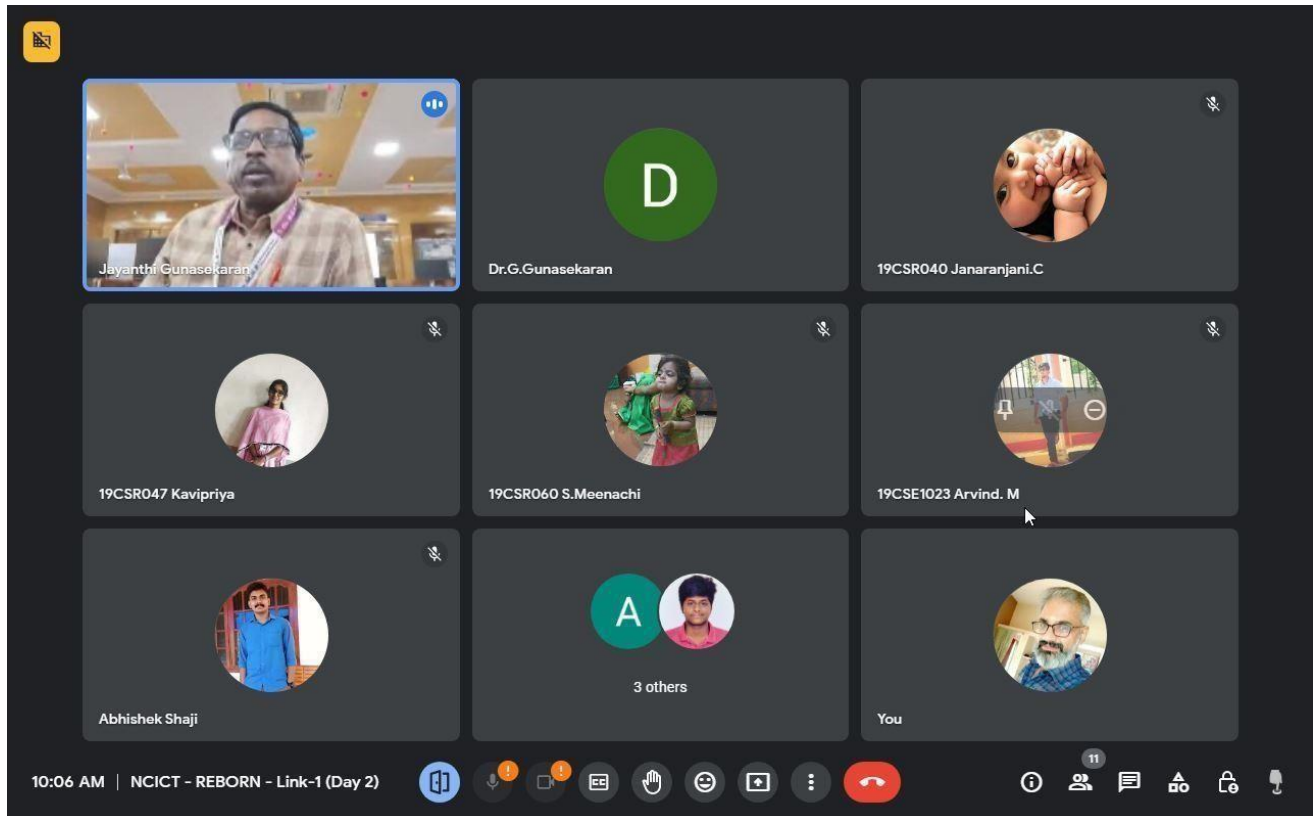 Jayanthi Gunasekaran
D
Dr.G.Gunasekaran
19CSR040 Janaranjani.C
19CSR047 Kavipriya
19CSR060 S.Meenachi
19CSE1023 Arvind. M
Abhishek Shaji
A
3 others
You
11
10:06 AM | NCICT - REBORN - Link-1 (Day 2)
! ! CC